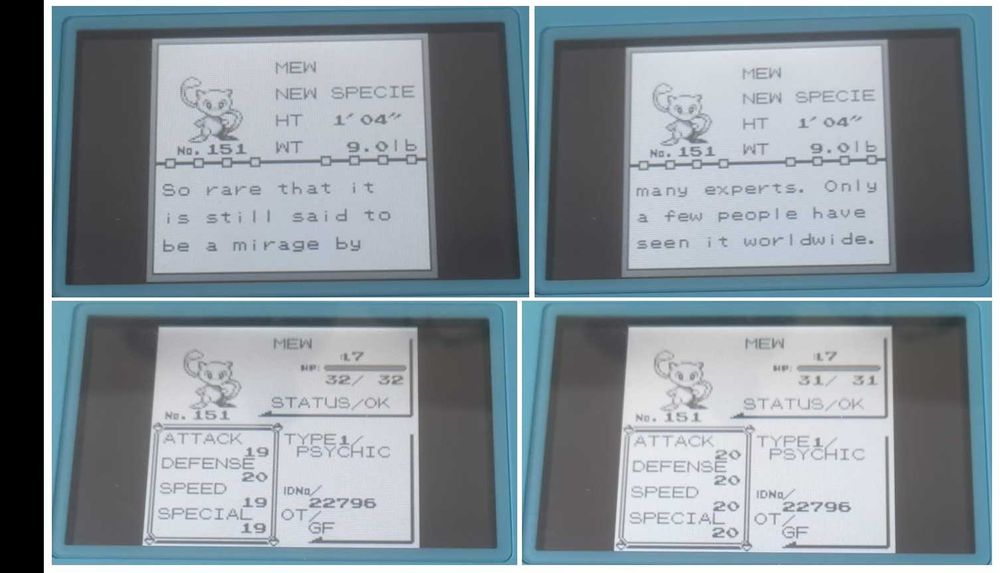 MEW
NEW SPECIE
HT 1'04"
No.151 WT 9.0lb
So rare that it
is still said to
be a mirage by
MEW
NEW SPECIE
HT 1'04"
No.151 WT 9.0lb
many experts. Only
a few people have
seen it worldwide.
MEW
:L7
HP:
32/ 32
No.151 STATUS/OK
ATTACK
19
DEFENSE
20
SPEED
19
SPECIAL
19
TYPE1/
PSYCHIC
IDNo/
22796
OT/
GF
MEW
:L7
HP:
31/ 31
No.151 STATUS/OK
ATTACK
20
DEFENSE
20
SPEED
20
SPECIAL
20
TYPE1/
PSYCHIC
IDNo/
22796
OT/
GF